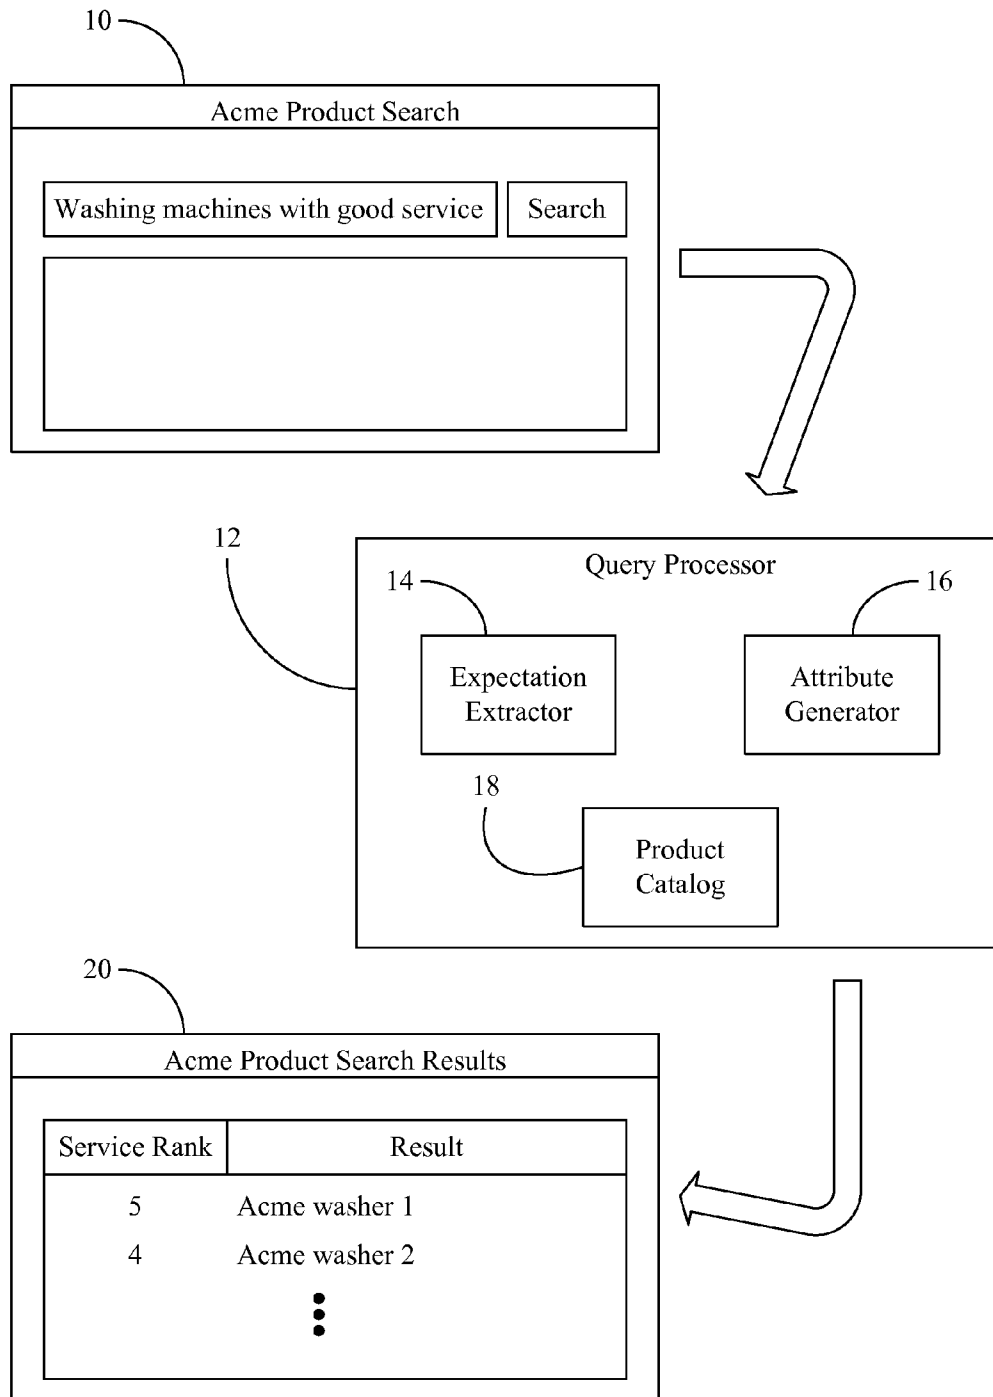 10
Acme Product Search
Washing machines with good service
Search
12
Query Processor
14
16
Expectation
Extractor
Attribute
Generator
18
Product
Catalog
20
Acme Product Search Results
Service Rank
Result
5
Acme washer 1
4
Acme washer 2